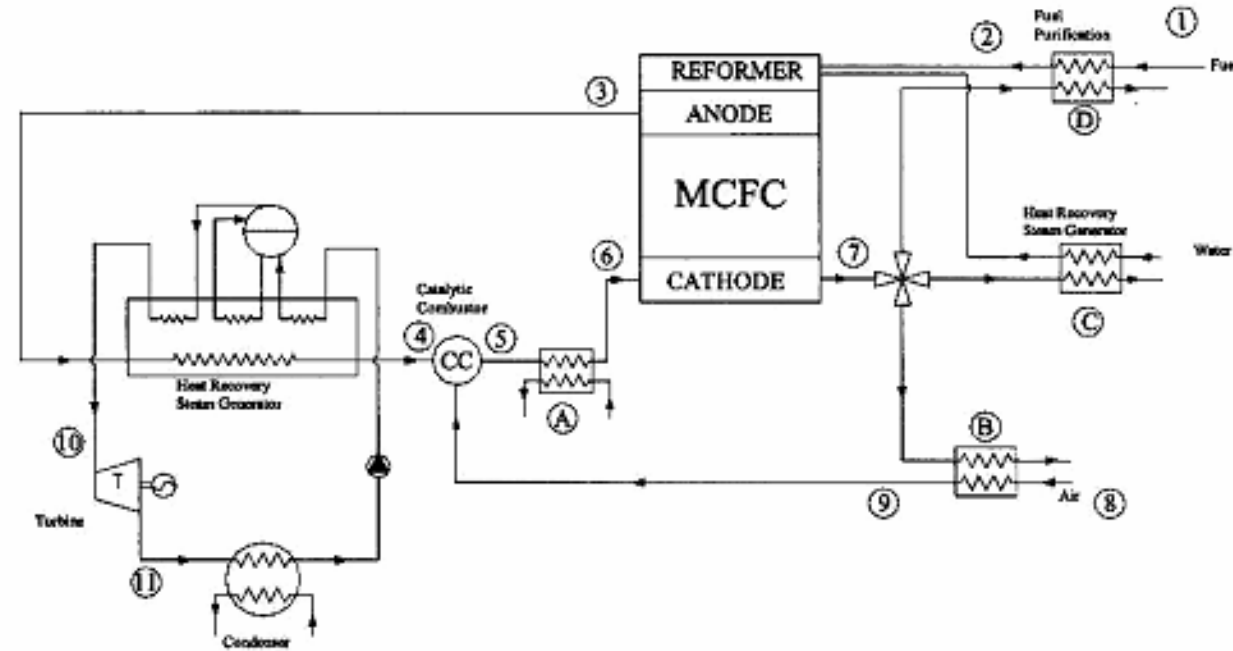 ①
Fuel
Purification
②
Fue
REFORMER
③
ANODE
D
MCFC
Heat Recovery
Steam Generator
⑦
⑥
Water
CATHODE
Catalytic
Combustor
C
④
⑤
CC
Heat Recovery
Steam Generator
A
B
⑩
T
Air
⑨
⑧
Turbine
⑪
Condenser